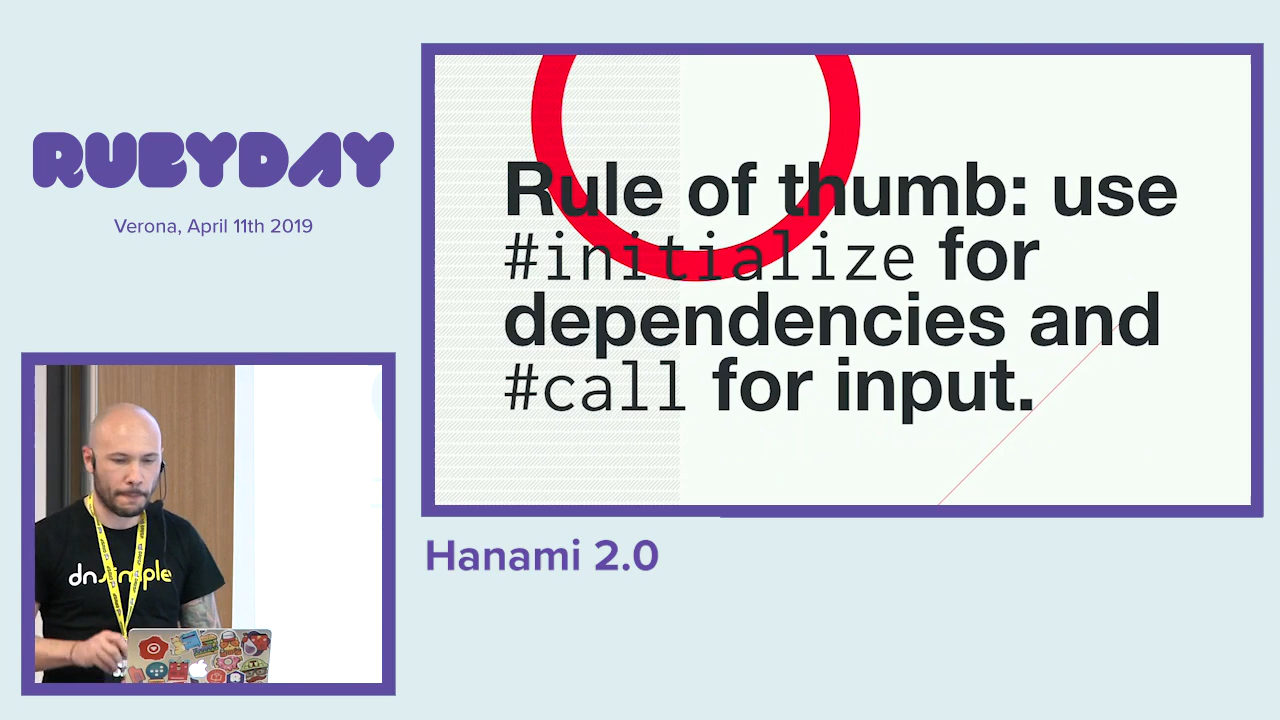 RUBYDAY
Verona, April 11th 2019
Rule of thumb: use
#initialize for
dependencies and
#call for input.
Hanami 2.0
dnsimple